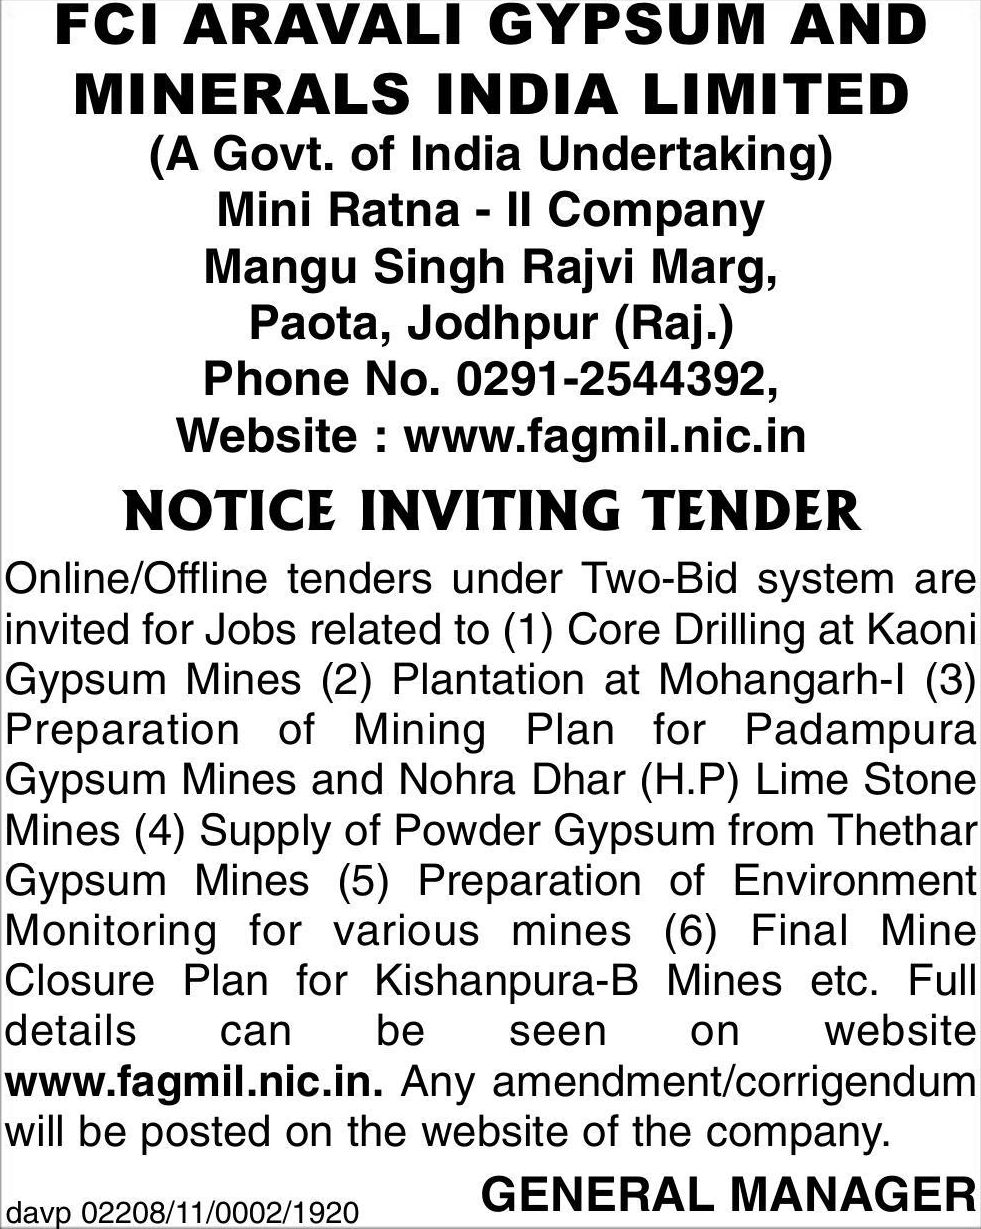 FCI ARAVALI GYPSUM AND
MINERALS INDIA LIMITED
(A Govt. of India Undertaking)
Mini Ratna - II Company
Mangu Singh Rajvi Marg,
Paota, Jodhpur (Raj.)
Phone No. 0291-2544392,
Website : www.fagmil.nic.in
NOTICE INVITING TENDER
Online/Offline tenders under Two-Bid system are
invited for Jobs related to (1) Core Drilling at Kaoni
Gypsum Mines (2) Plantation at Mohangarh-I (3)
Preparation of Mining Plan for Padampura
Gypsum Mines and Nohra Dhar (H.P) Lime Stone
Mines (4) Supply of Powder Gypsum from Thethar
Gypsum Mines (5) Preparation of Environment
Monitoring for various mines (6) Final Mine
Closure Plan for Kishanpura-B Mines etc. Full
details can be seen on website
www.fagmil.nic.in. Any amendment/corrigendum
will be posted on the website of the company.
GENERAL MANAGER
davp 02208/11/0002/1920